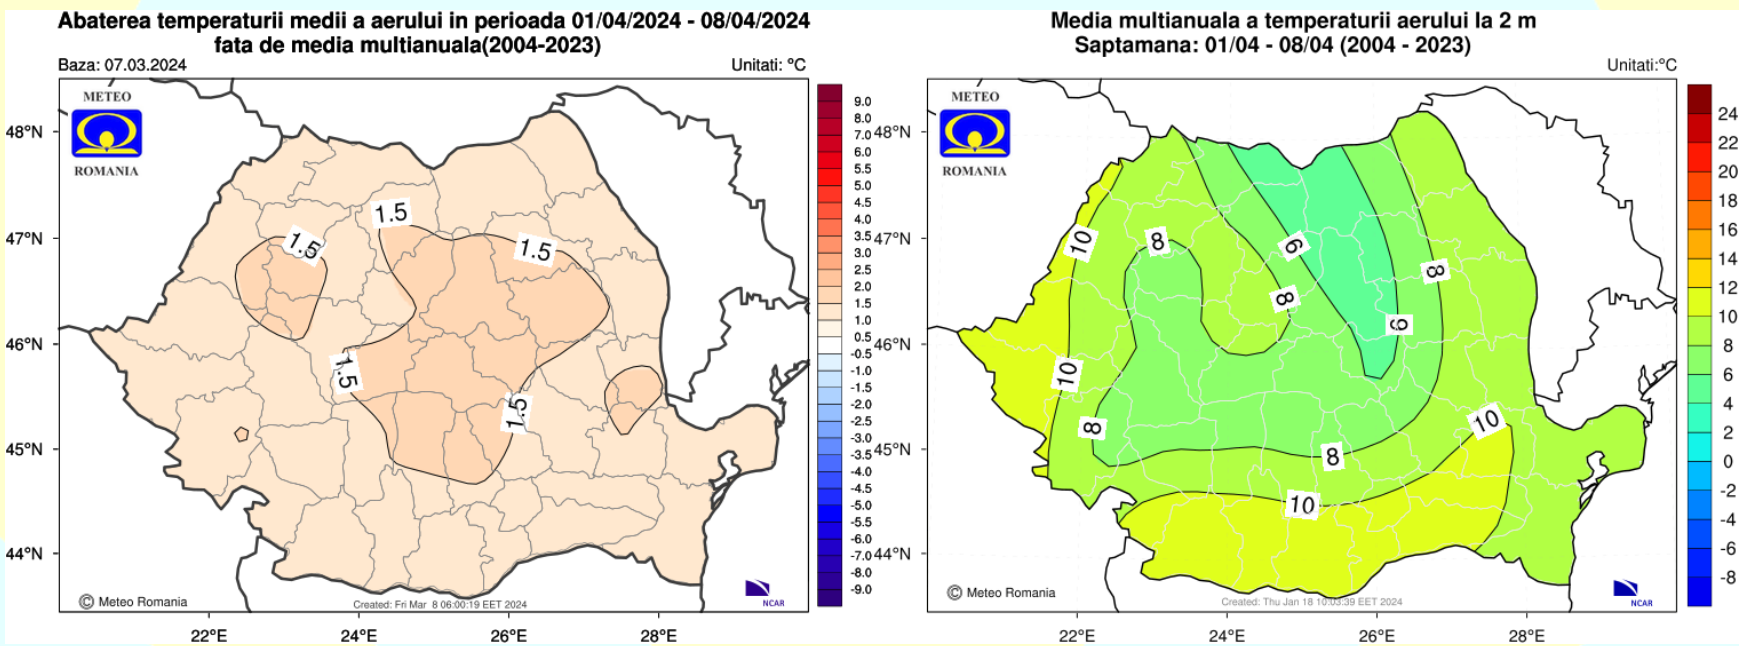 Abaterea temperaturii medii a aerului in perioada 01/04/2024 - 08/04/2024
fata de media multianuala(2004-2023)
Baza: 07.03.2024
Unitati: °C
METEO
ROMANIA
48°N
47°N
46°N
45°N
44°N
1.5
1.5
1.5
1.5
1.5
9.0
8.0
7.0
6.0
5.5
5.0
4.5
4.0
3.5
3.0
2.5
2.0
1.5
1.0
0.5
-0.5
-1.0
-1.5
-2.0
-2.5
-3.0
-3.5
-4.0
-4.5
-5.0
-5.5
-6.0
-7.0
-8.0
-9.0
© Meteo Romania
Created: Fri Mar 8 06:00:19 EET 2024
NCAR
22°E 24°E 26°E 28°E
Media multianuala a temperaturii aerului la 2 m
Saptamana: 01/04 - 08/04 (2004 - 2023)
Unitati:°C
METEO
ROMANIA
48°N
47°N
46°N
45°N
44°N
10
8
6
8
8
6
10
8
8
10
10
24
22
20
18
16
14
12
10
8
6
4
2
0
-2
-4
-6
-8
© Meteo Romania
Created: Thu Jan 18 10:03:39 EET 2024
NCAR
22°E 24°E 26°E 28°E